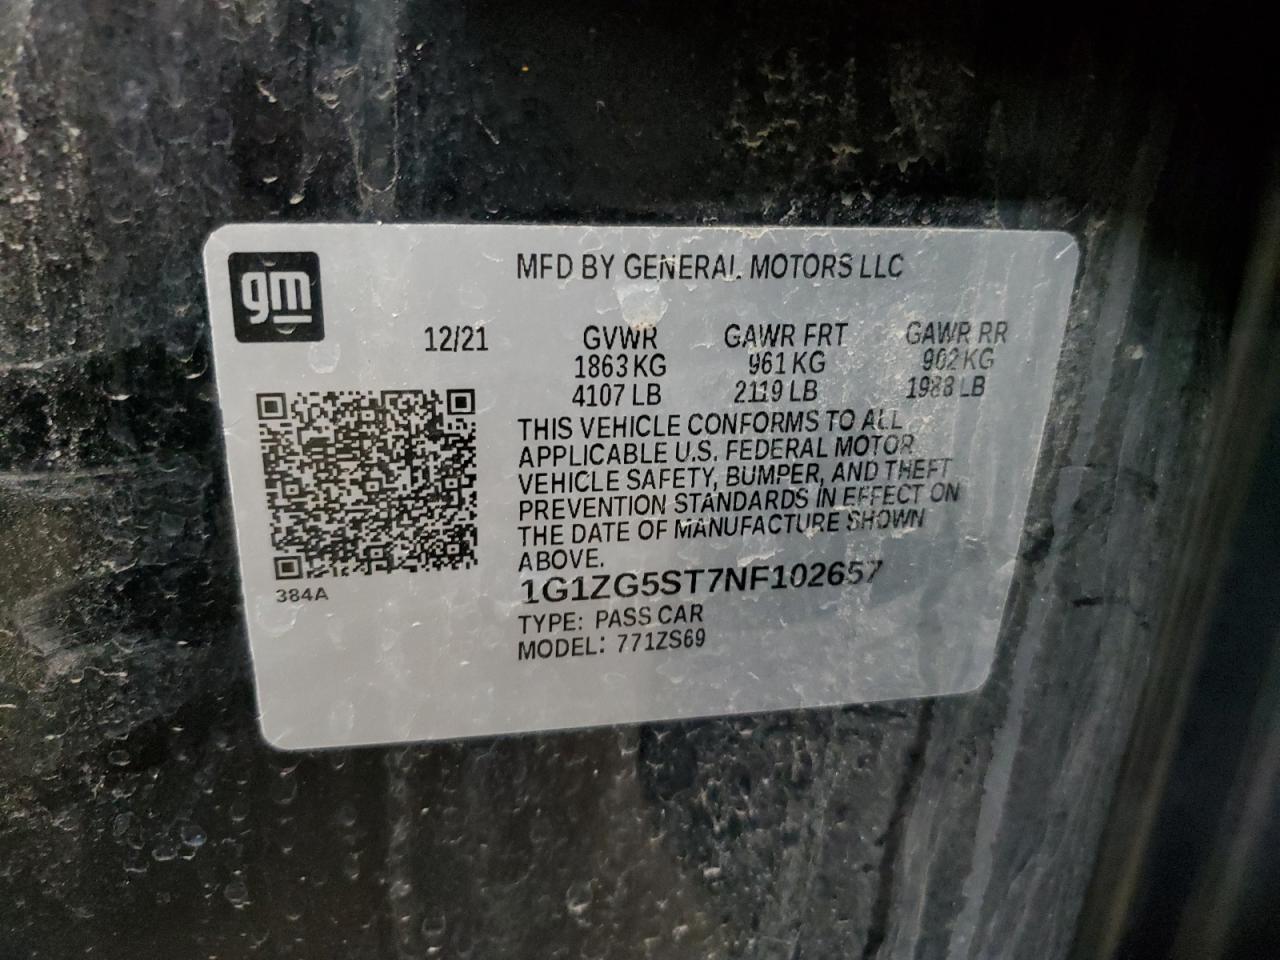 gm
MFD BY GENERAL MOTORS LLC
12/21 GVWR GAWR FRT GAWR RR
1863 KG 961 KG 902 KG
4107 LB 2119 LB 1988 LB
THIS VEHICLE CONFORMS TO ALL
APPLICABLE U.S. FEDERAL MOTOR
VEHICLE SAFETY, BUMPER, AND THEFT
PREVENTION STANDARDS IN EFFECT ON
THE DATE OF MANUFACTURE SHOWN
ABOVE.
1G1ZG5ST7NF102657
TYPE: PASS CAR
MODEL: 771ZS69
384A